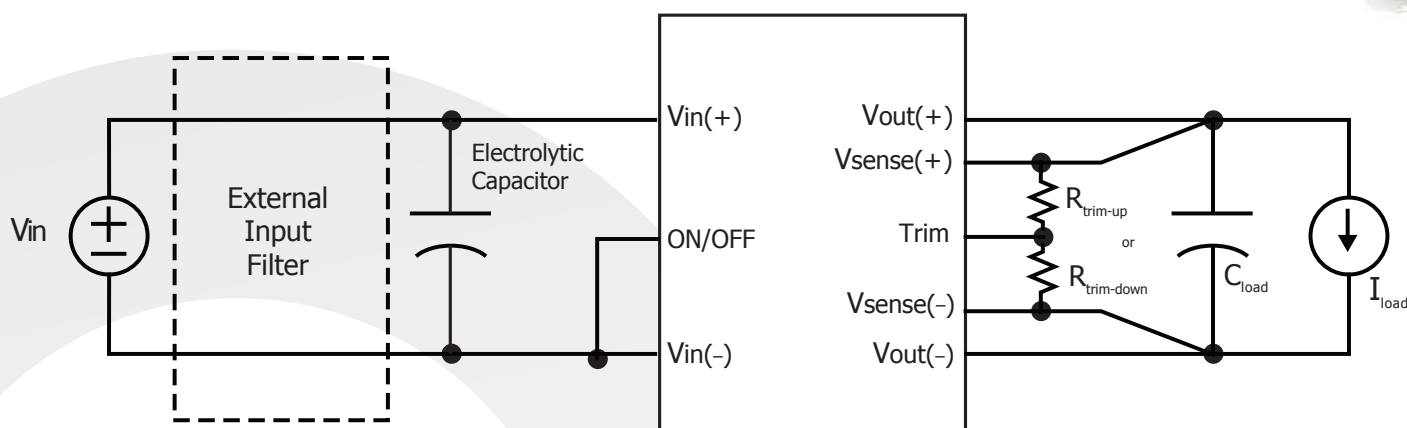 Vin
External
Input
Filter
Electrolytic
Capacitor
Vin(+)
ON/OFF
Vin(−)
Vout(+)
Vsense(+)
Trim
Vsense(−)
Vout(−)
Rtrim-up
or
Rtrim-down
Cload
Iload